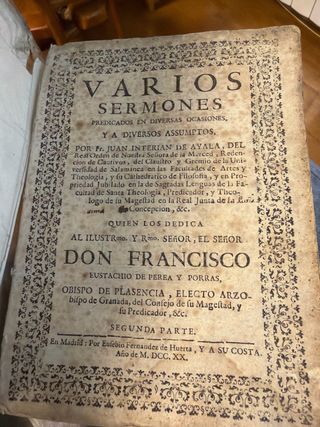 VARIOS
SERMONES
PREDICADOS EN DIVERSAS OCASIONES,
Y A DIVERSOS ASSUMPTOS,
POR Fr. JUAN INTERIAN DE AYALA, DEL
Real Orden de Nuestra Señora de la Merced, Redemp-
cion de Cautivos, del Claustro y Gremio de la Uni-
versidad de Salamanca en las Facultades de Artes y
Theologia, y su Cathedratico de Filosofia, y en Pro-
priedad Jubilado en la de Sagradas Lenguas de la Fa-
cultad de Santa Theologia, Predicador, y Theo-
logo de su Magestad en la Real Junta de la
Concepcion, &c.
QUIEN LOS DEDICA
AL ILUSTRmo. Y Rmo. SEñOR, EL SEñOR
DON FRANCISCO
EUSTACHIO DE PEREA Y PORRAS,
OBISPO DE PLASENCIA, ELECTO ARZO-
bispo de Granada, del Consejo de su Magestad, y
su Predicador, &c.
SEGUNDA PARTE.
En Madrid: Por Eusebio Fernandez de Huerta, Y A SU COSTA.
Año de M. DCC. XX.